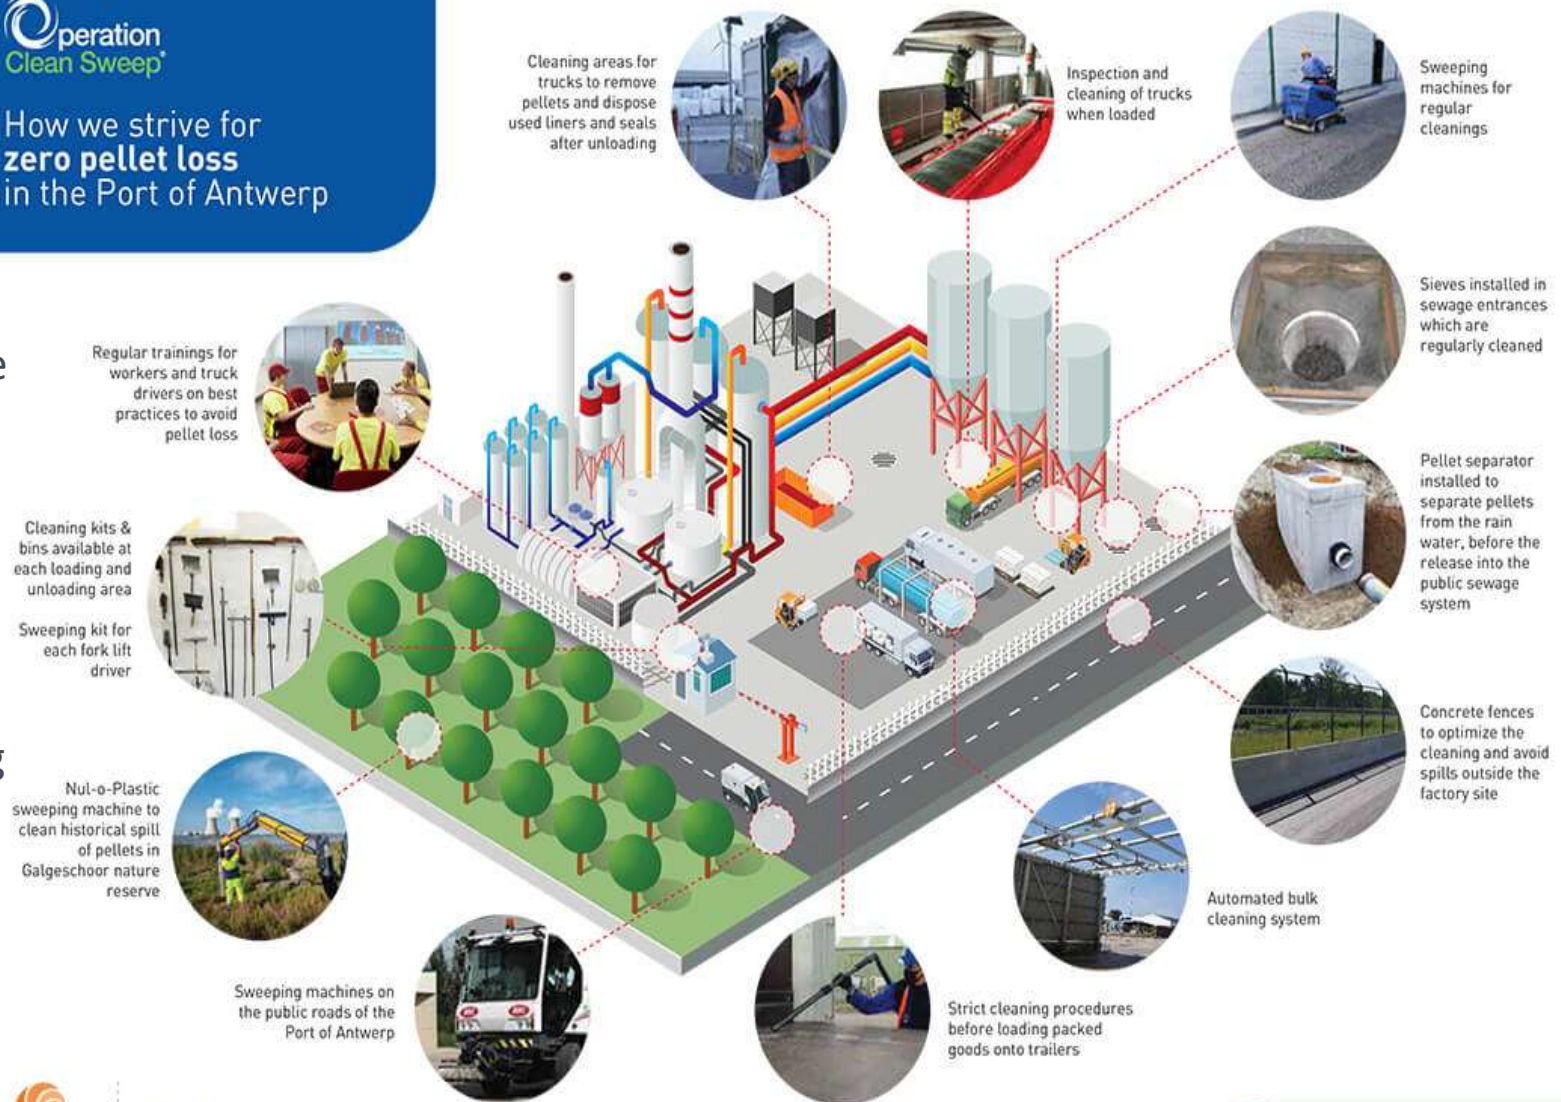 Operation
Clean Sweep®
How we strive for
zero pellet loss
in the Port of Antwerp
Cleaning areas for
trucks to remove
pellets and dispose
used liners and seals
after unloading
Inspection and
cleaning of trucks
when loaded
Sweeping
machines for
regular
cleanings
Sieves installed in
sewage entrances
which are
regularly cleaned
Pellet separator
installed to
separate pellets
from the rain
water, before the
release into the
public sewage
system
Concrete fences
to optimize the
cleaning and avoid
spills outside the
factory site
Automated bulk
cleaning system
Strict cleaning procedures
before loading packed
goods onto trailers
Sweeping machines on
the public roads of the
Port of Antwerp
Nul-o-Plastic
sweeping machine to
clean historical spill
of pellets in
Galgeschoor nature
reserve
Cleaning kits &
bins available at
each loading and
unloading area
Sweeping kit for
each fork lift
driver
Regular trainings for
workers and truck
drivers on best
practices to avoid
pellet loss
e
g